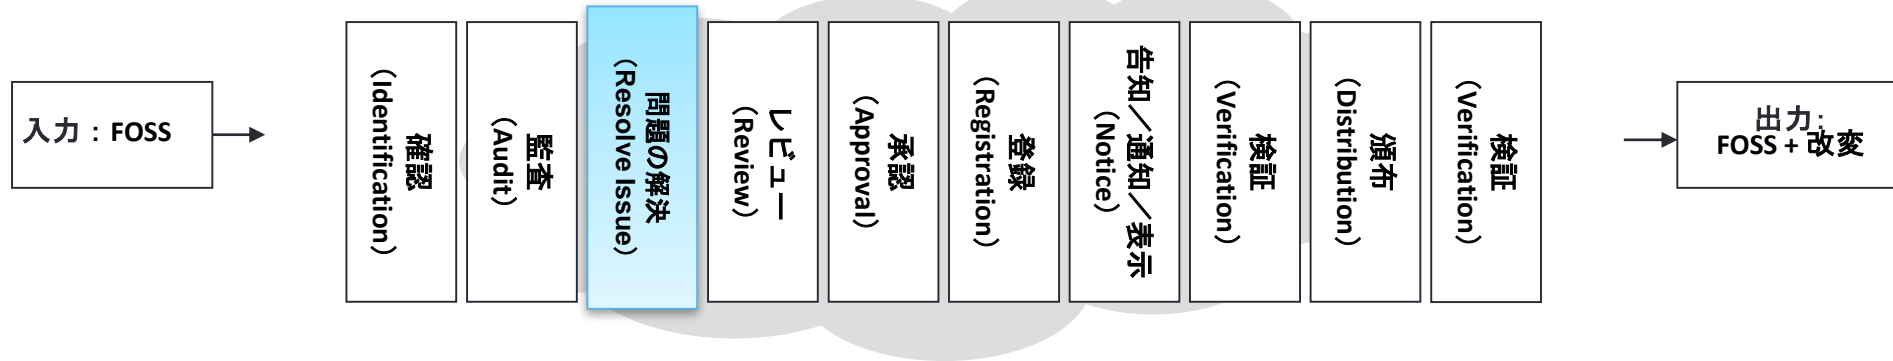 入力 : FOSS
確認
（Identification）
監査
（Audit）
問題の解決
（Resolve Issue）
レビュー
（Review）
承認
（Approval）
登録
（Registration）
告知／通知／表示
（Notice）
検証
（Verification）
頒布
（Distribution）
検証
（Verification）
出力:
FOSS + 改変